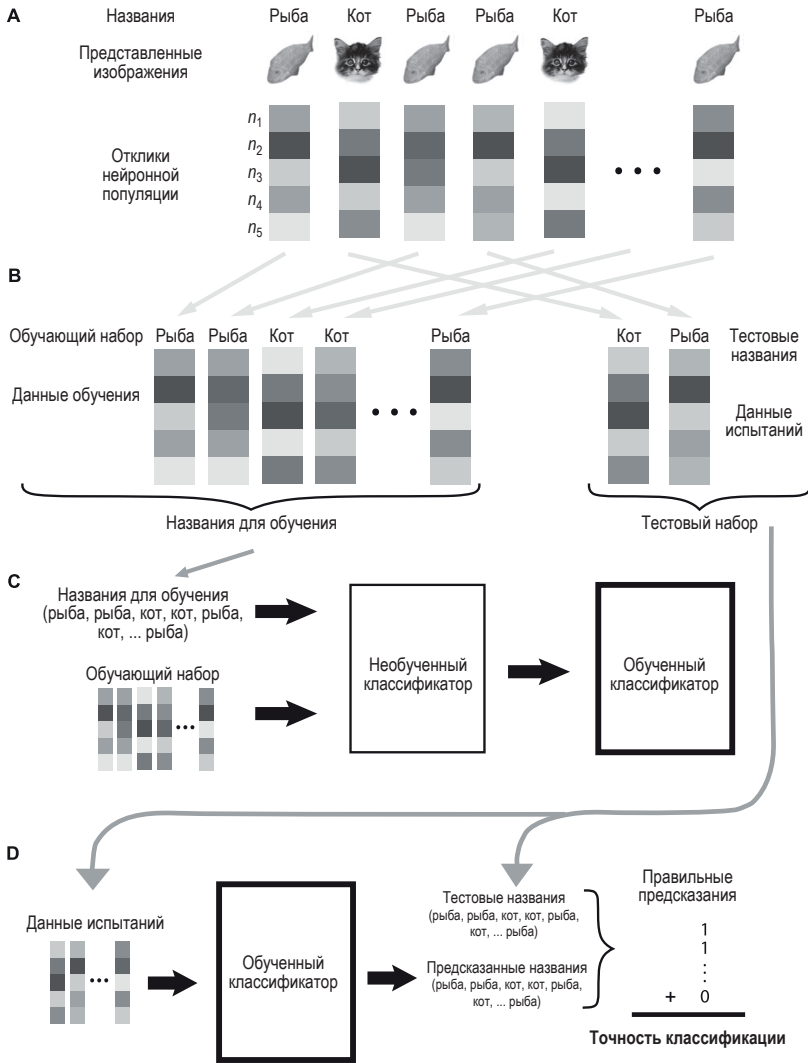 A
Названия Рыба Кот Рыба Рыба Кот Рыба
Представленные
изображения
Отклики
нейронной
популяции
n1
n2
n3
n4
n5
...
B
Обучающий набор Рыба Рыба Кот Кот Рыба Кот Рыба Тестовые
названия
Данные обучения
...
Данные
испытаний
Названия для обучения Тестовый набор
C
Названия для обучения
(рыба, рыба, кот, кот, рыба,
кот, ... рыба)
Обучающий набор
...
Необученный
классификатор
Обученный
классификатор
D
Данные испытаний
...
Обученный
классификатор
Тестовые названия
(рыба, рыба, кот, кот, рыба,
кот, ... рыба)
Предсказанные названия
(рыба, рыба, кот, кот, рыба,
кот, ... рыба)
Правильные
предсказания
1
1
:
:
+ 0
Точность классификации